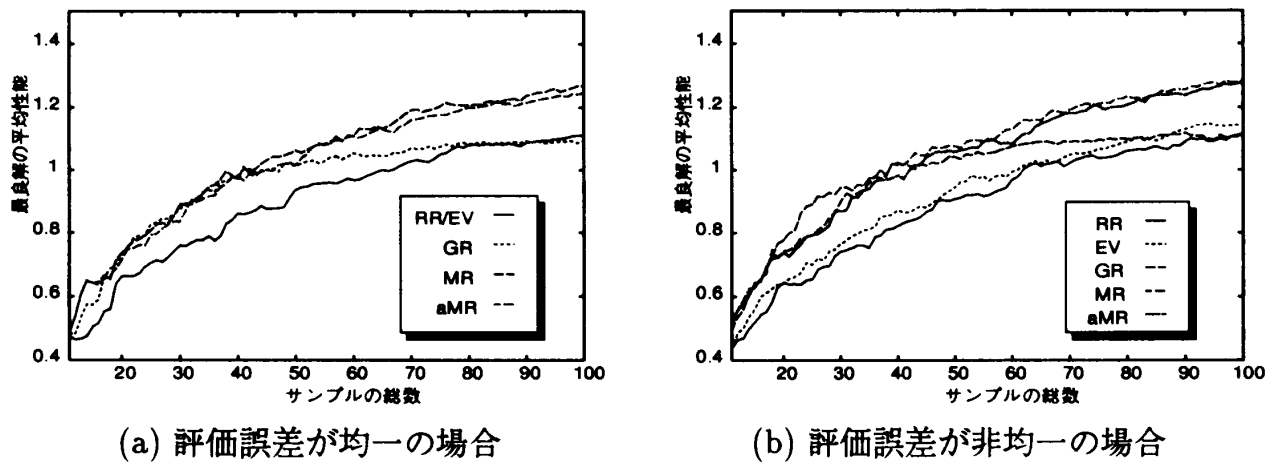 1.4
1.2
1
0.8
0.6
0.4
20 30 40 50 60 70 80 90 100
最良解の平均性能
サンプルの総数
RR/EV
GR
MR
aMR
(a) 評価誤差が均一の場合
1.4
1.2
1
0.8
0.6
0.4
20 30 40 50 60 70 80 90 100
最良解の平均性能
サンプルの総数
RR
EV
GR
MR
aMR
(b) 評価誤差が非均一の場合